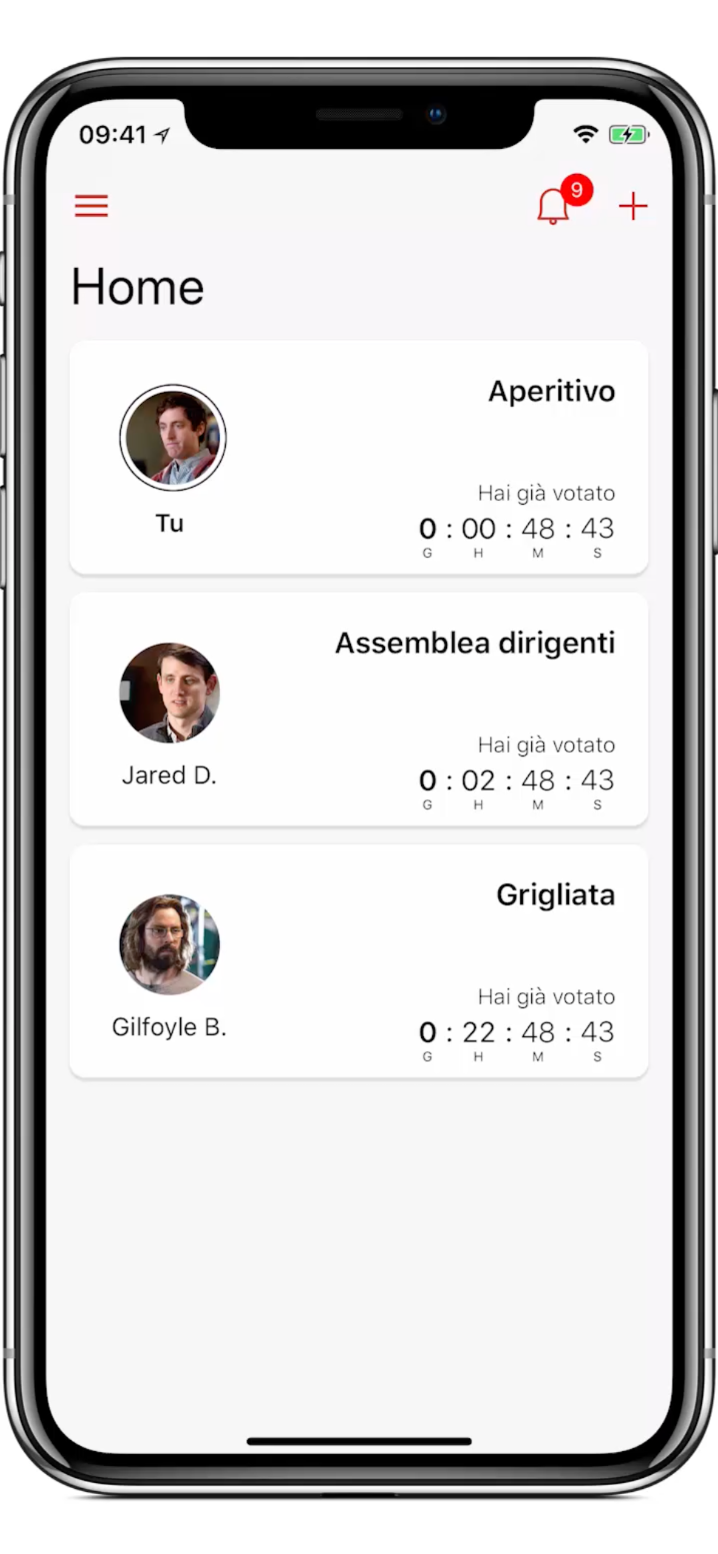 09:41
9
Home
Aperitivo
Hai già votato
Tu
0 : 00 : 48 : 43
G H M S
Assemblea dirigenti
Hai già votato
Jared D.
0 : 02 : 48 : 43
G H M S
Grigliata
Hai già votato
Gilfoyle B.
0 : 22 : 48 : 43
G H M S